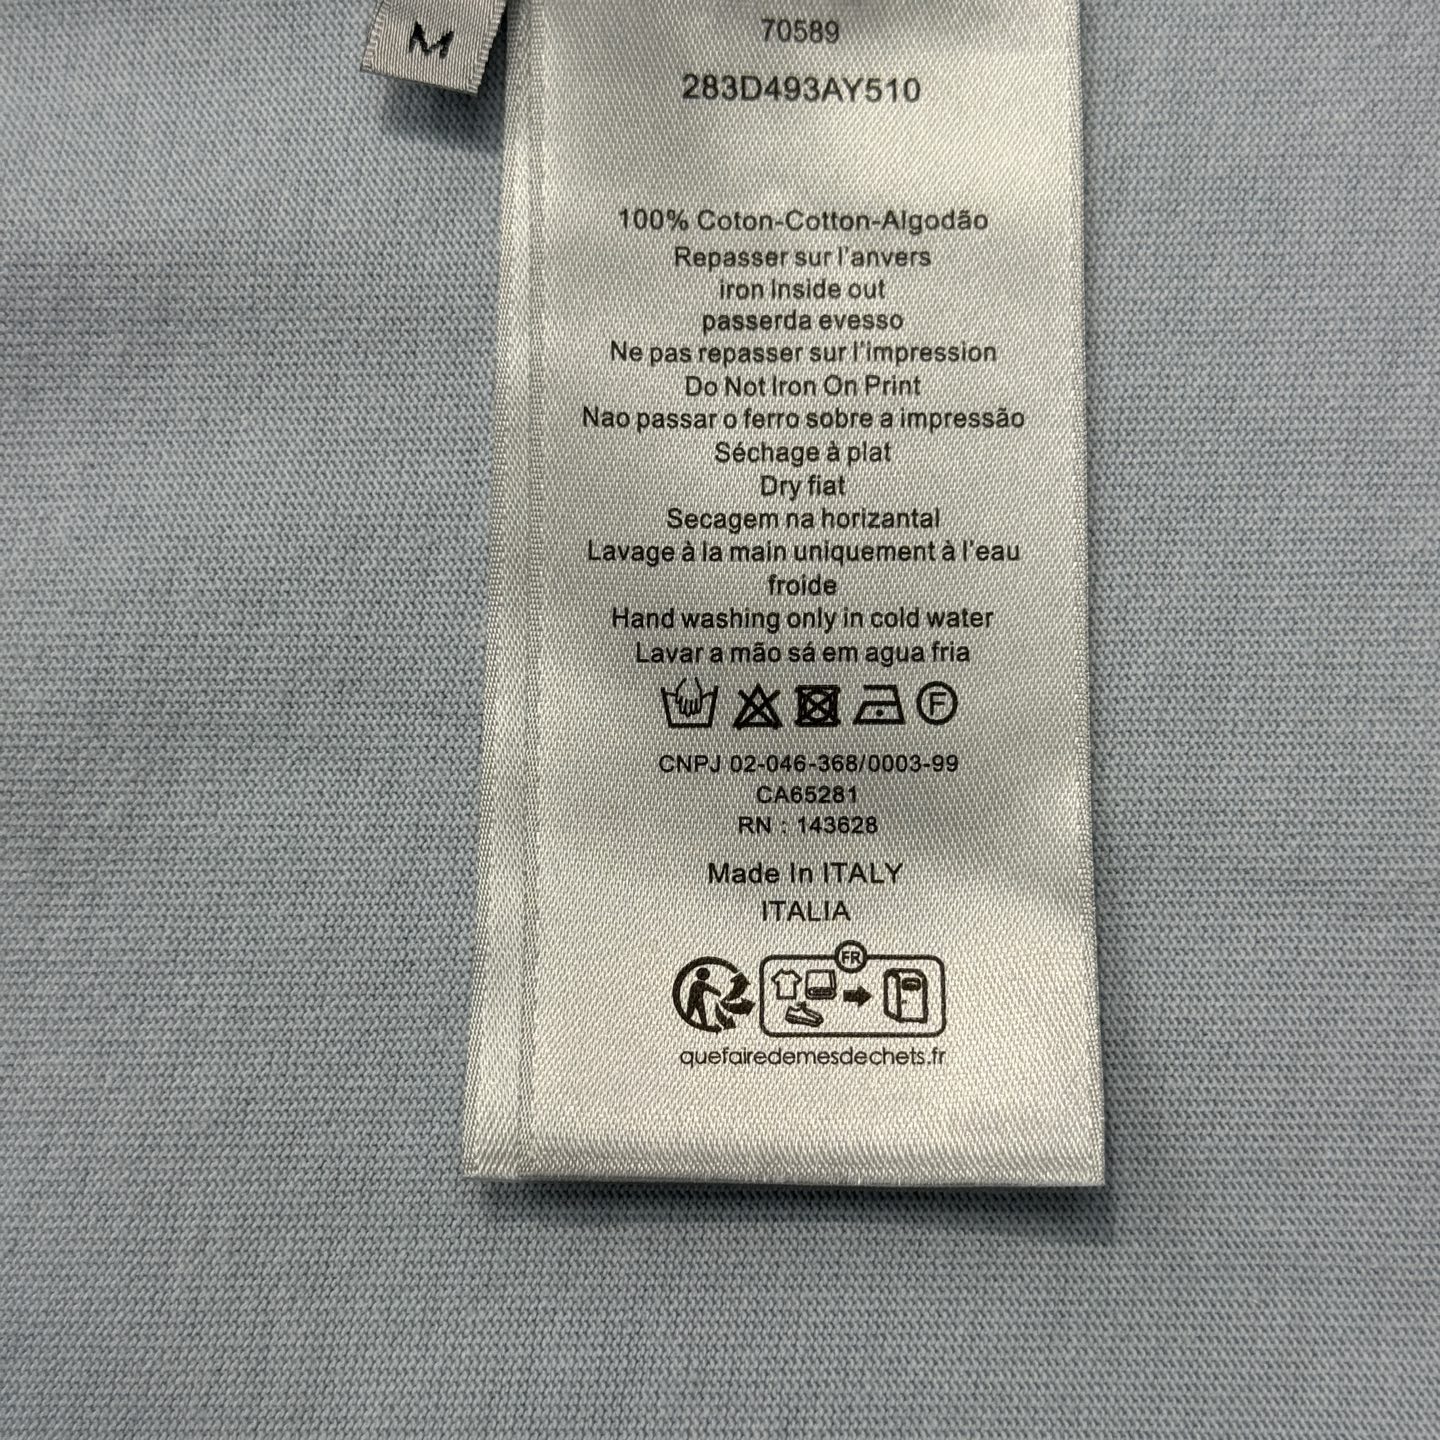 M
70589
283D493AY510
100% Coton-Cotton-Algodão
Repasser sur l'anvers
iron Inside out
passerda evesso
Ne pas repasser sur l'impression
Do Not Iron On Print
Nao passar o ferro sobre a impressão
Séchage à plat
Dry fiat
Secagem na horizantal
Lavage à la main uniquement à l'eau
froide
Hand washing only in cold water
Lavar a mão sá em agua fria
F
CNPJ 02-046-368/0003-99
CA65281
RN : 143628
Made In ITALY
ITALIA
FR
quefairedemesdechets.fr